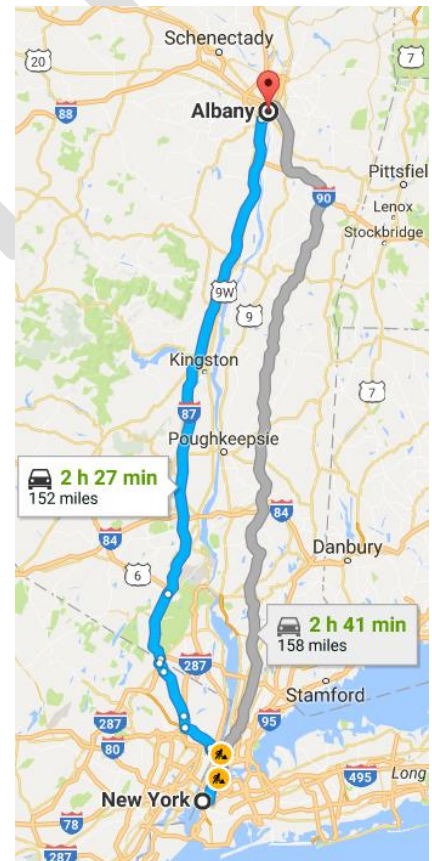 Schenectady
7
20
Albany
88
Pittsfiel
90
Lenox
Stockbridge
9W
9
Kingston
7
87
Poughkeepsie
2 h 27 min
152 miles
84
84
Danbury
6
2 h 41 min
158 miles
287
Stamford
287
95
80
495
Long
New York
78
287